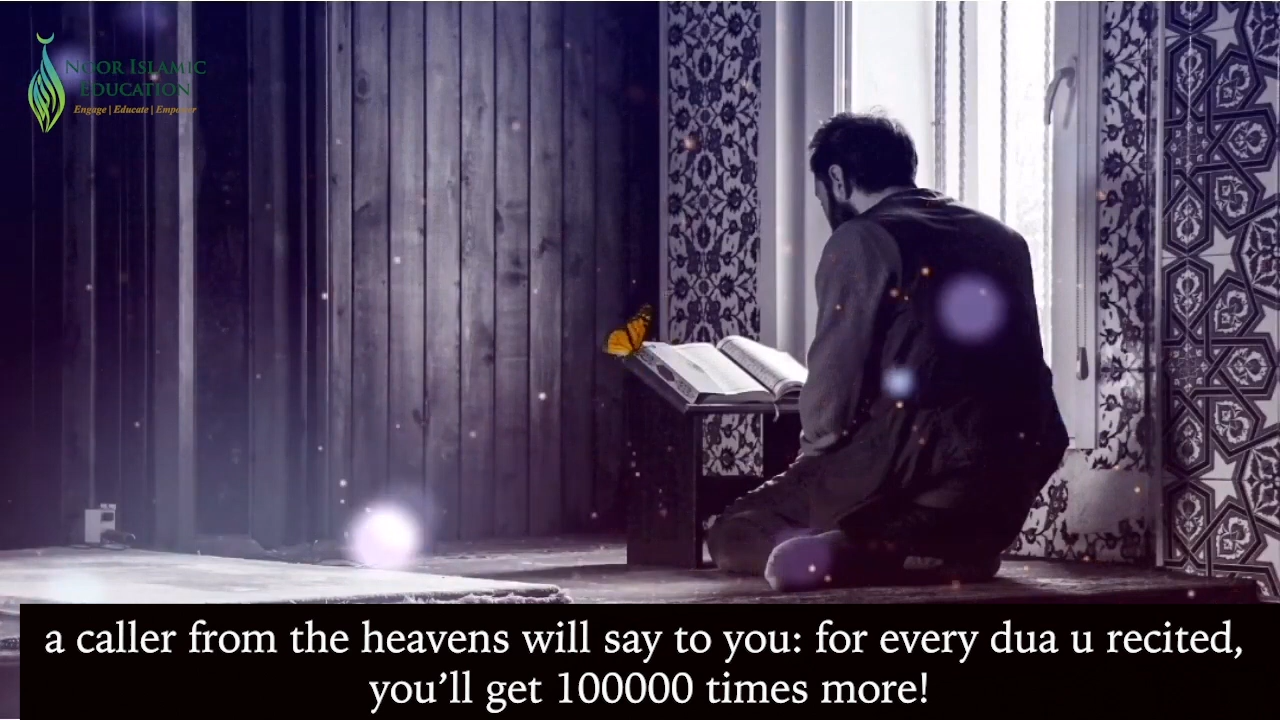 NOOR ISLAMIC
EDUCATION
Engage | Educate | Empower
a caller from the heavens will say to you: for every dua u recited,
you’ll get 100000 times more!